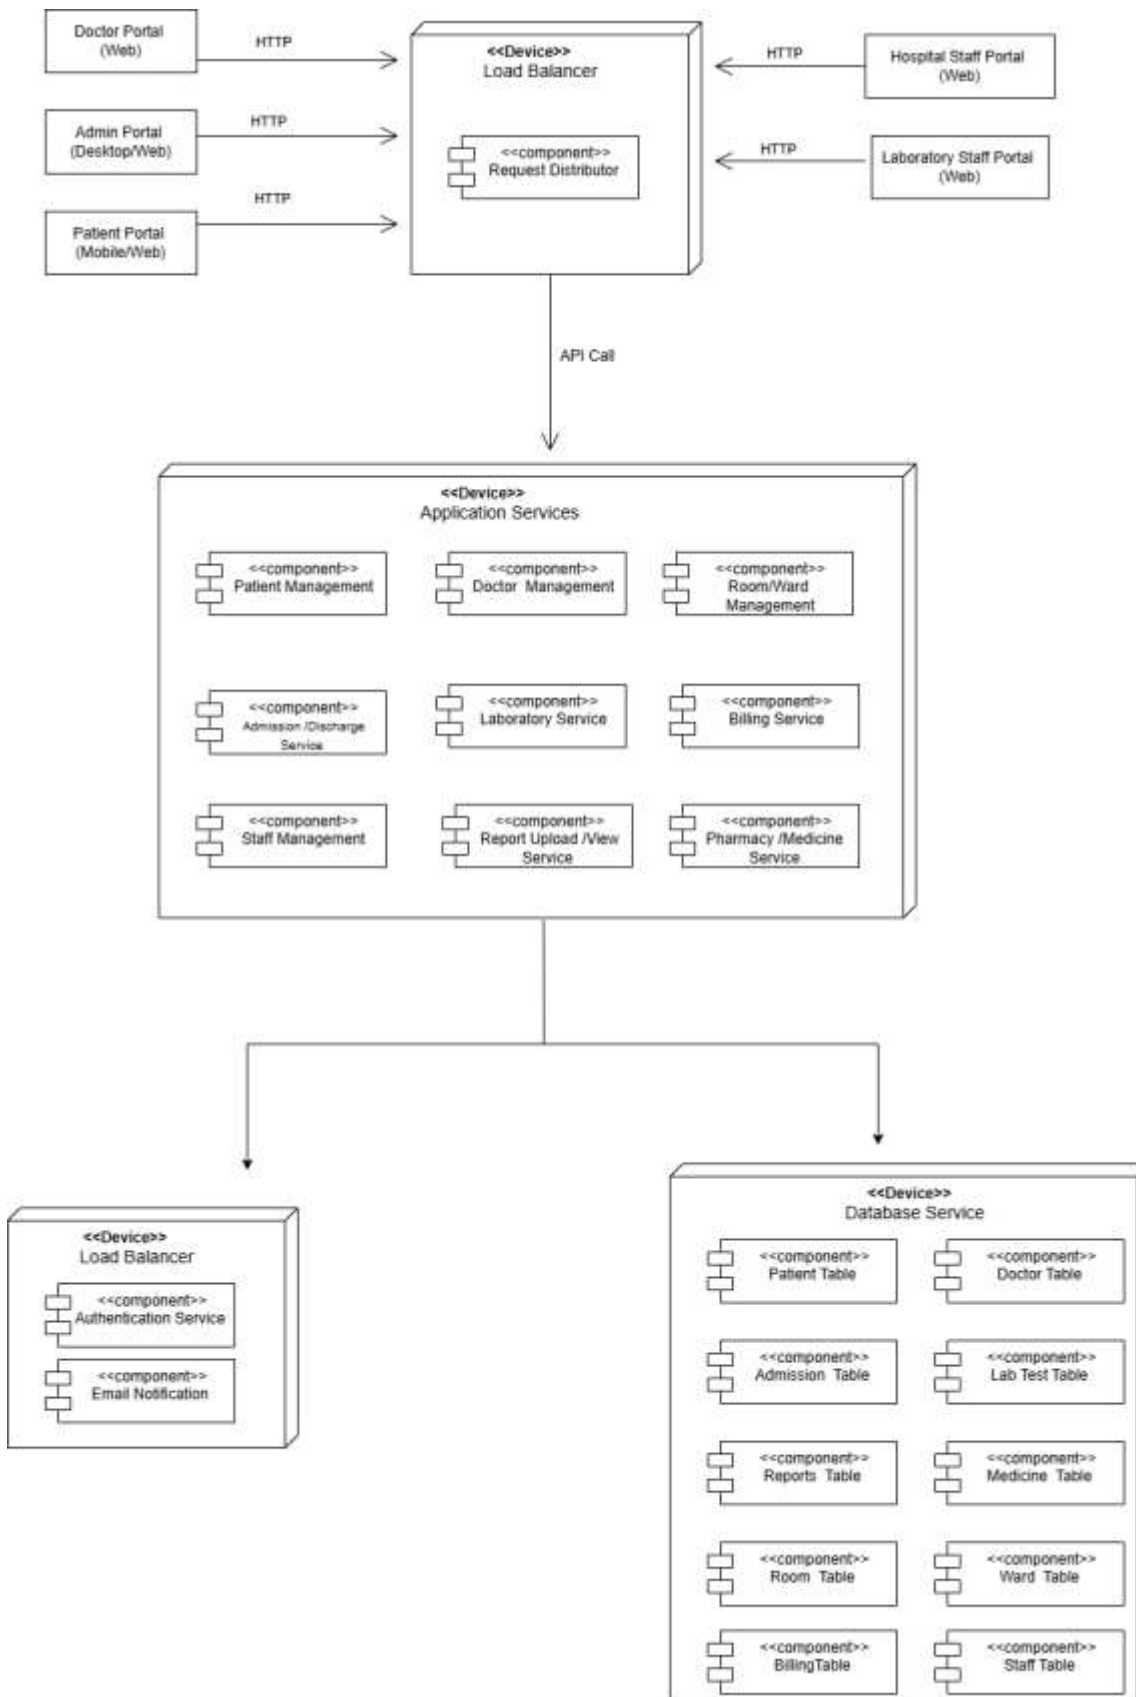 Doctor Portal
(Web)
HTTP
<<Device>>
Load Balancer
HTTP
Hospital Staff Portal
(Web)
Admin Portal
(Desktop/Web)
HTTP
<<component>>
Request Distributor
HTTP
Laboratory Staff Portal
(Web)
Patient Portal
(Mobile/Web)
HTTP
API Call
<<Device>>
Application Services
<<component>>
Patient Management
<<component>>
Doctor Management
<<component>>
Room/Ward
Management
<<component>>
Admission /Discharge
Service
<<component>>
Laboratory Service
<<component>>
Billing Service
<<component>>
Staff Management
<<component>>
Report Upload /View
Service
<<component>>
Pharmacy /Medicine
Service
<<Device>>
Load Balancer
<<component>>
Authentication Service
<<component>>
Email Notification
<<Device>>
Database Service
<<component>>
Patient Table
<<component>>
Doctor Table
<<component>>
Admission Table
<<component>>
Lab Test Table
<<component>>
Reports Table
<<component>>
Medicine Table
<<component>>
Room Table
<<component>>
Ward Table
<<component>>
BillingTable
<<component>>
Staff Table